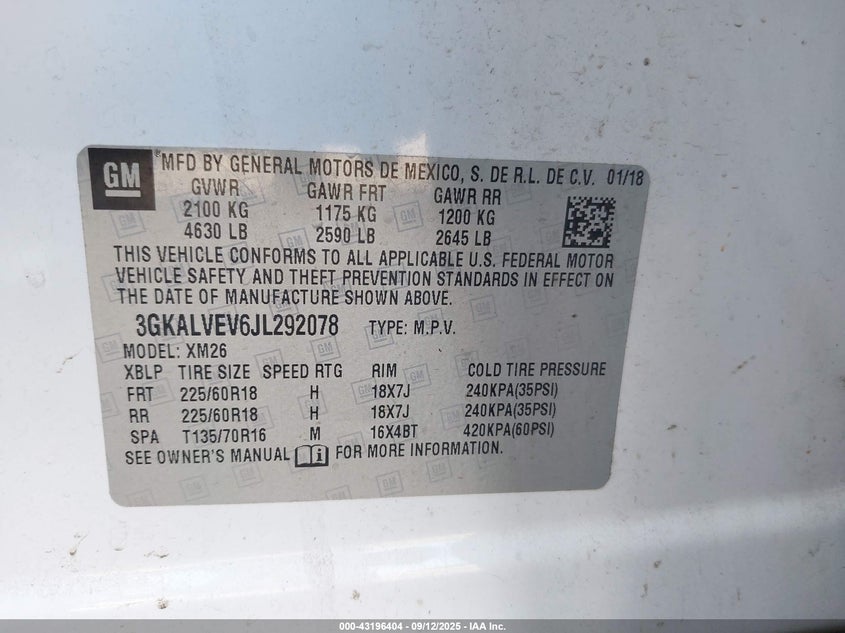 GM
MFD BY GENERAL MOTORS DE MEXICO, S. DE R.L. DE C.V. 01/18
GVWR GAWR FRT GAWR RR
2100 KG 1175 KG 1200 KG
4630 LB 2590 LB 2645 LB
THIS VEHICLE CONFORMS TO ALL APPLICABLE U.S. FEDERAL MOTOR
VEHICLE SAFETY AND THEFT PREVENTION STANDARDS IN EFFECT ON
THE DATE OF MANUFACTURE SHOWN ABOVE.
3GKALVEV6JL292078 TYPE: M.P.V.
MODEL: XM26
XBLP TIRE SIZE SPEED RTG RIM COLD TIRE PRESSURE
FRT 225/60R18 H 18X7J 240KPA(35PSI)
RR 225/60R18 H 18X7J 240KPA(35PSI)
SPA T135/70R16 M 16X4BT 420KPA(60PSI)
SEE OWNER'S MANUAL FOR MORE INFORMATION.
000-43196404 - 09/12/2025 - IAA Inc.